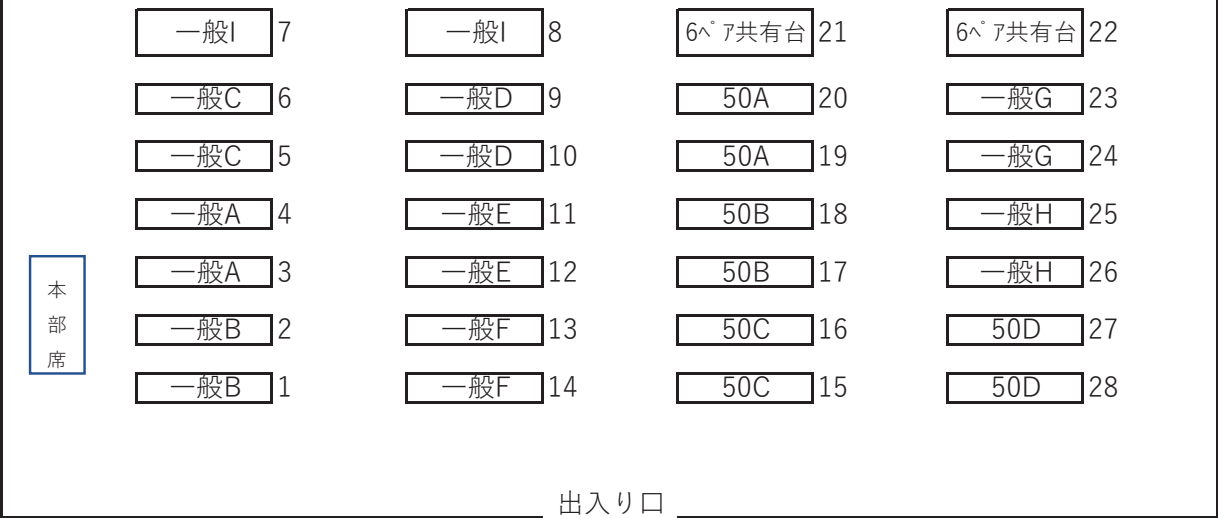 一般I 7 一般I 8 6ﾍﾟｱ共有台 21 6ﾍﾟｱ共有台 22
一般C 6 一般D 9 50A 20 一般G 23
一般C 5 一般D 10 50A 19 一般G 24
一般A 4 一般E 11 50B 18 一般H 25
一般A 3 一般E 12 50B 17 一般H 26
本部席
一般B 2 一般F 13 50C 16 50D 27
一般B 1 一般F 14 50C 15 50D 28
出入り口